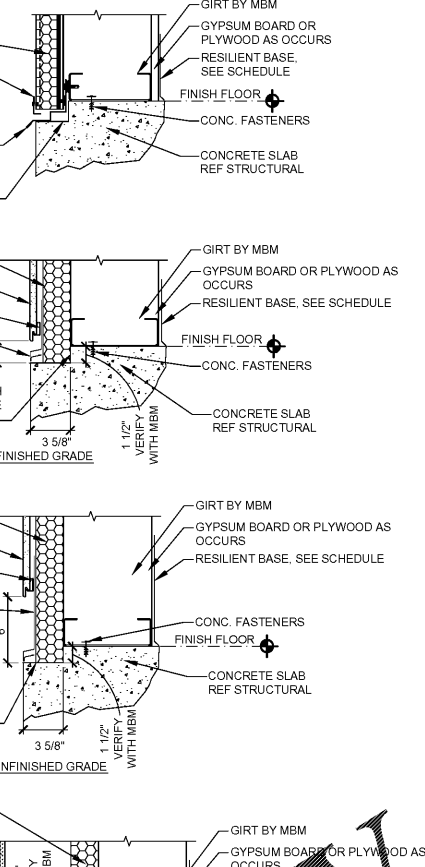 GIRT BY MBM
GYPSUM BOARD OR
PLYWOOD AS OCCURS
RESILIENT BASE,
SEE SCHEDULE
FINISH FLOOR
CONC. FASTENERS
CONCRETE SLAB
REF STRUCTURAL
GIRT BY MBM
GYPSUM BOARD OR PLYWOOD AS
OCCURS
RESILIENT BASE, SEE SCHEDULE
FINISH FLOOR
CONC. FASTENERS
CONCRETE SLAB
REF STRUCTURAL
3 5/8"
1 1/2"
VERIFY
WITH MBM
FINISHED GRADE
GIRT BY MBM
GYPSUM BOARD OR PLYWOOD AS
OCCURS
RESILIENT BASE, SEE SCHEDULE
CONC. FASTENERS
FINISH FLOOR
CONCRETE SLAB
REF STRUCTURAL
6
3 5/8"
1 1/2"
VERIFY
WITH MBM
NFINISHED GRADE
GIRT BY MBM
GYPSUM BOARD OR PLYWOOD AS
OCCURS
BM